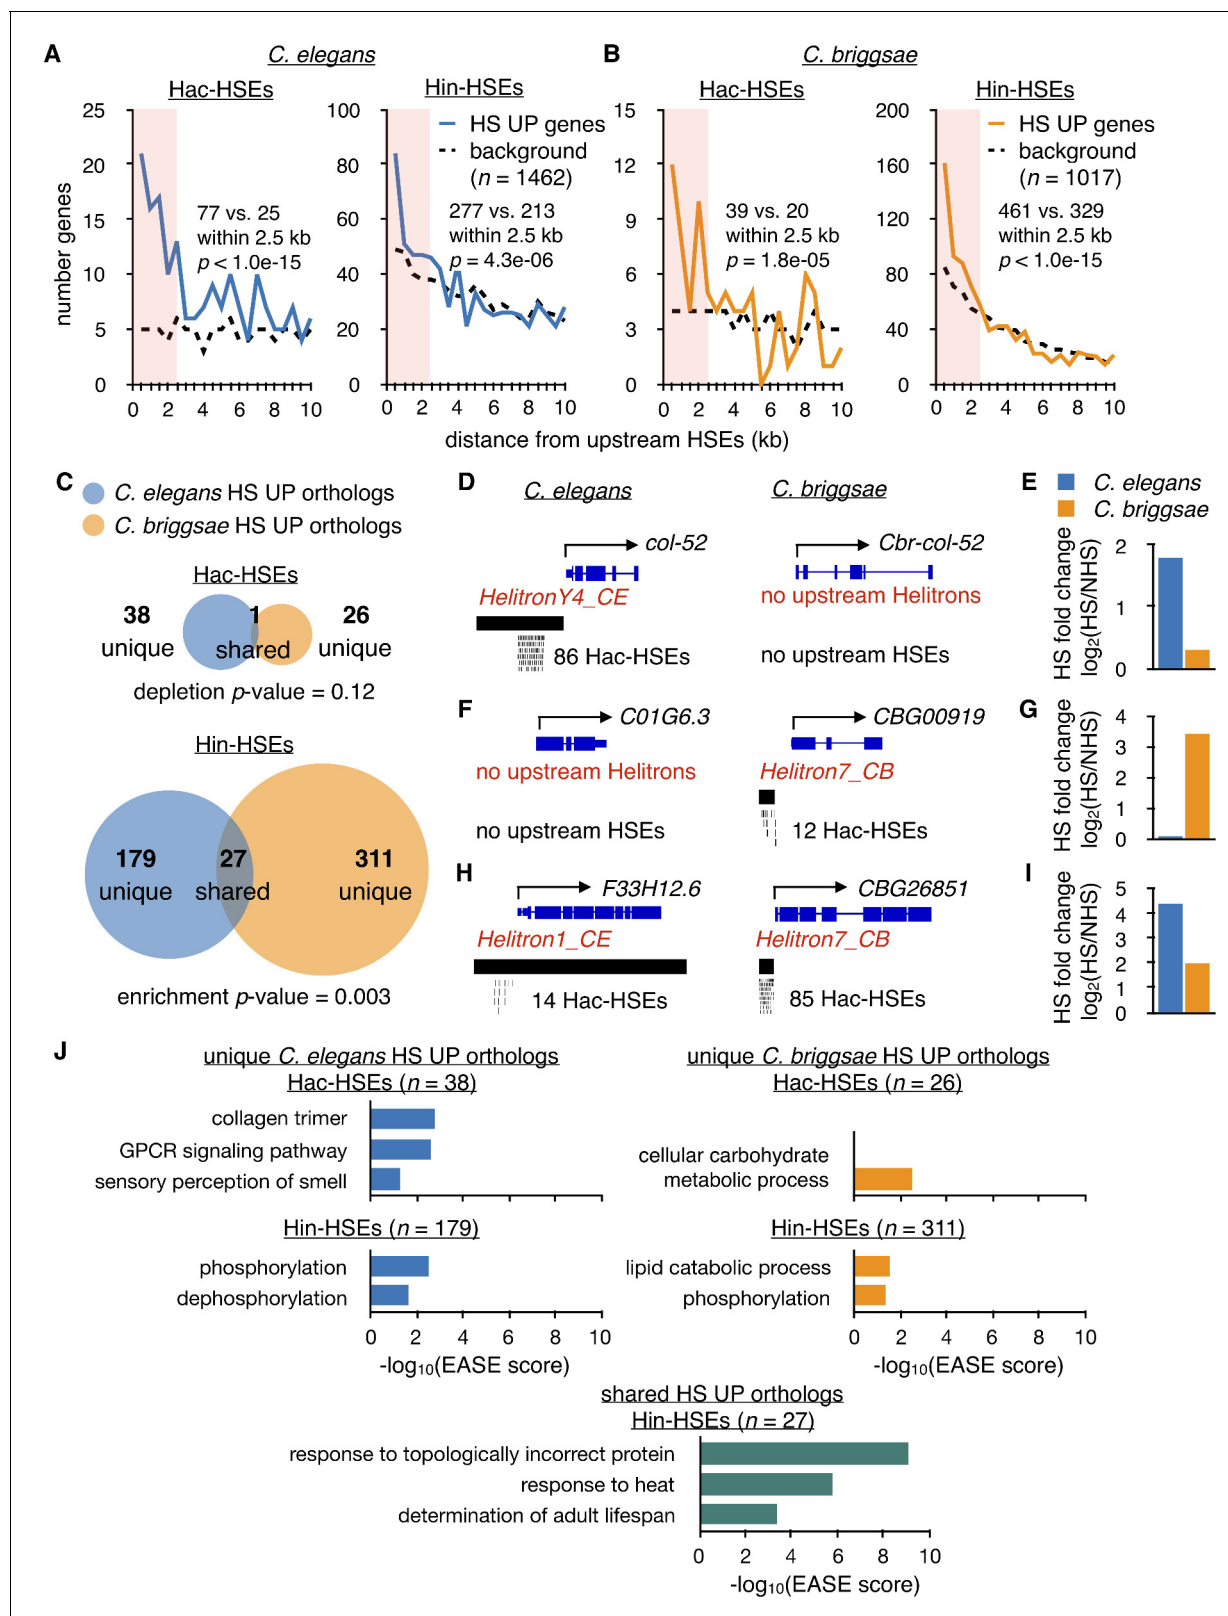 A
C. elegans
Hac-HSEs
Hin-HSEs
number genes
25
20
15
10
5
0
77 vs. 25
within 2.5 kb
p < 1.0e-15
0 2 4 6 8 10
100
80
60
40
20
0
HS UP genes
background
(n = 1462)
277 vs. 213
within 2.5 kb
p = 4.3e-06
0 2 4 6 8 10
B
C. briggsae
Hac-HSEs
Hin-HSEs
15
12
9
6
3
0
39 vs. 20
within 2.5 kb
p = 1.8e-05
0 2 4 6 8 10
200
160
120
80
40
0
HS UP genes
background
(n = 1017)
461 vs. 329
within 2.5 kb
p < 1.0e-15
0 2 4 6 8 10
distance from upstream HSEs (kb)
C
C. elegans HS UP orthologs
C. briggsae HS UP orthologs
Hac-HSEs
38
unique
1
shared
26
unique
depletion p-value = 0.12
Hin-HSEs
179
unique
27
shared
311
unique
enrichment p-value = 0.003
D
C. elegans
C. briggsae
col-52
HelitronY4_CE
86 Hac-HSEs
Cbr-col-52
no upstream Helitrons
no upstream HSEs
E
C. elegans
C. briggsae
HS fold change
log2(HS/NHS)
2
1
0
F
C01G6.3
no upstream Helitrons
no upstream HSEs
CBG00919
Helitron7_CB
12 Hac-HSEs
G
HS fold change
log2(HS/NHS)
4
3
2
1
0
H
F33H12.6
Helitron1_CE
14 Hac-HSEs
CBG26851
Helitron7_CB
85 Hac-HSEs
I
HS fold change
log2(HS/NHS)
5
4
3
2
1
0
J
unique C. elegans HS UP orthologs
Hac-HSEs (n = 38)
collagen trimer
GPCR signaling pathway
sensory perception of smell
Hin-HSEs (n = 179)
phosphorylation
dephosphorylation
0 2 4 6 8 10
-log10(EASE score)
unique C. briggsae HS UP orthologs
Hac-HSEs (n = 26)
cellular carbohydrate
metabolic process
Hin-HSEs (n = 311)
lipid catabolic process
phosphorylation
0 2 4 6 8 10
-log10(EASE score)
shared HS UP orthologs
Hin-HSEs (n = 27)
response to topologically incorrect protein
response to heat
determination of adult lifespan
0 2 4 6 8 10
-log10(EASE score)